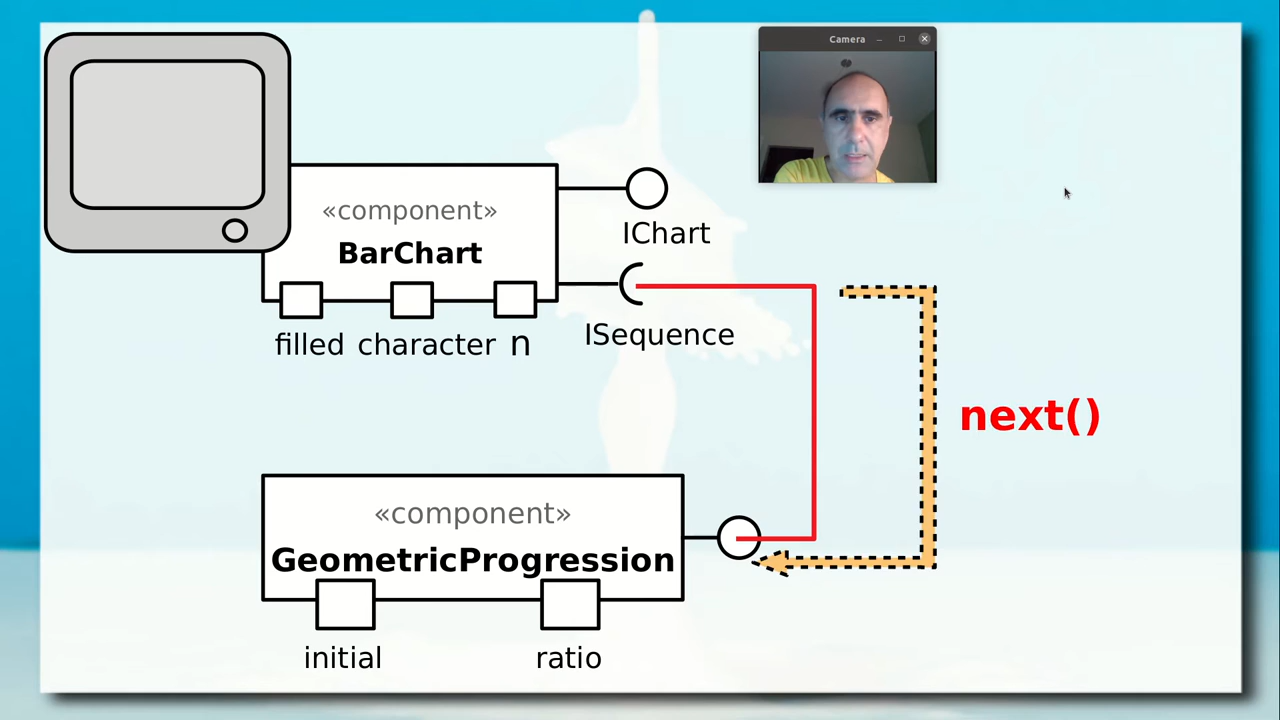 Camera
«component»
BarChart
IChart
ISequence
filled character n
next()
«component»
GeometricProgression
initial
ratio